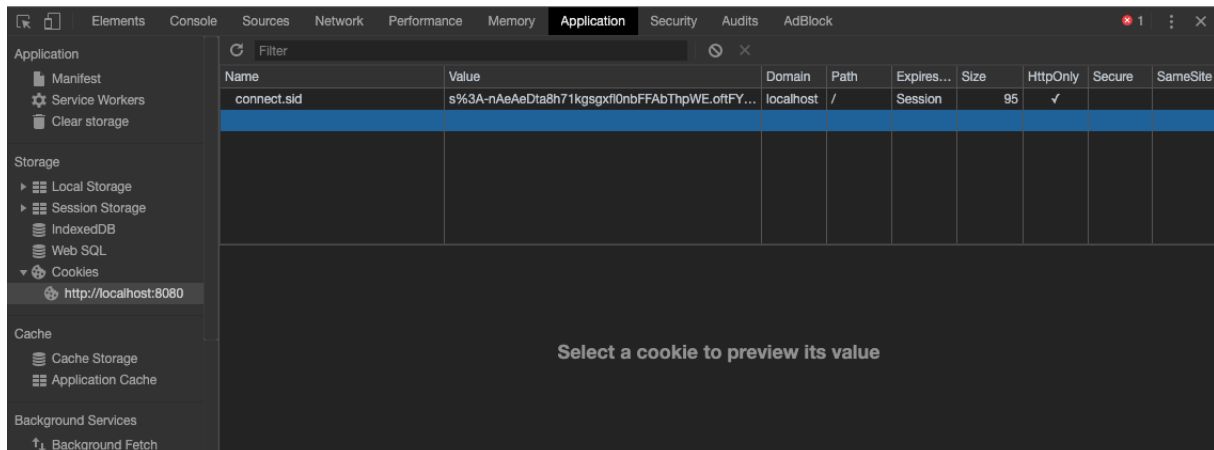 Elements Console Sources Network Performance Memory Application Security Audits AdBlock 1
Application
Manifest
Service Workers
Clear storage
Storage
Local Storage
Session Storage
IndexedDB
Web SQL
Cookies
http://localhost:8080
Cache
Cache Storage
Application Cache
Background Services
Background Fetch
Filter
Name Value Domain Path Expires... Size HttpOnly Secure SameSite
connect.sid s%3A-nAeAeDta8h71kgsgxfl0nbFFAbThpWE.oftFY... localhost / Session 95 ✓
Select a cookie to preview its value